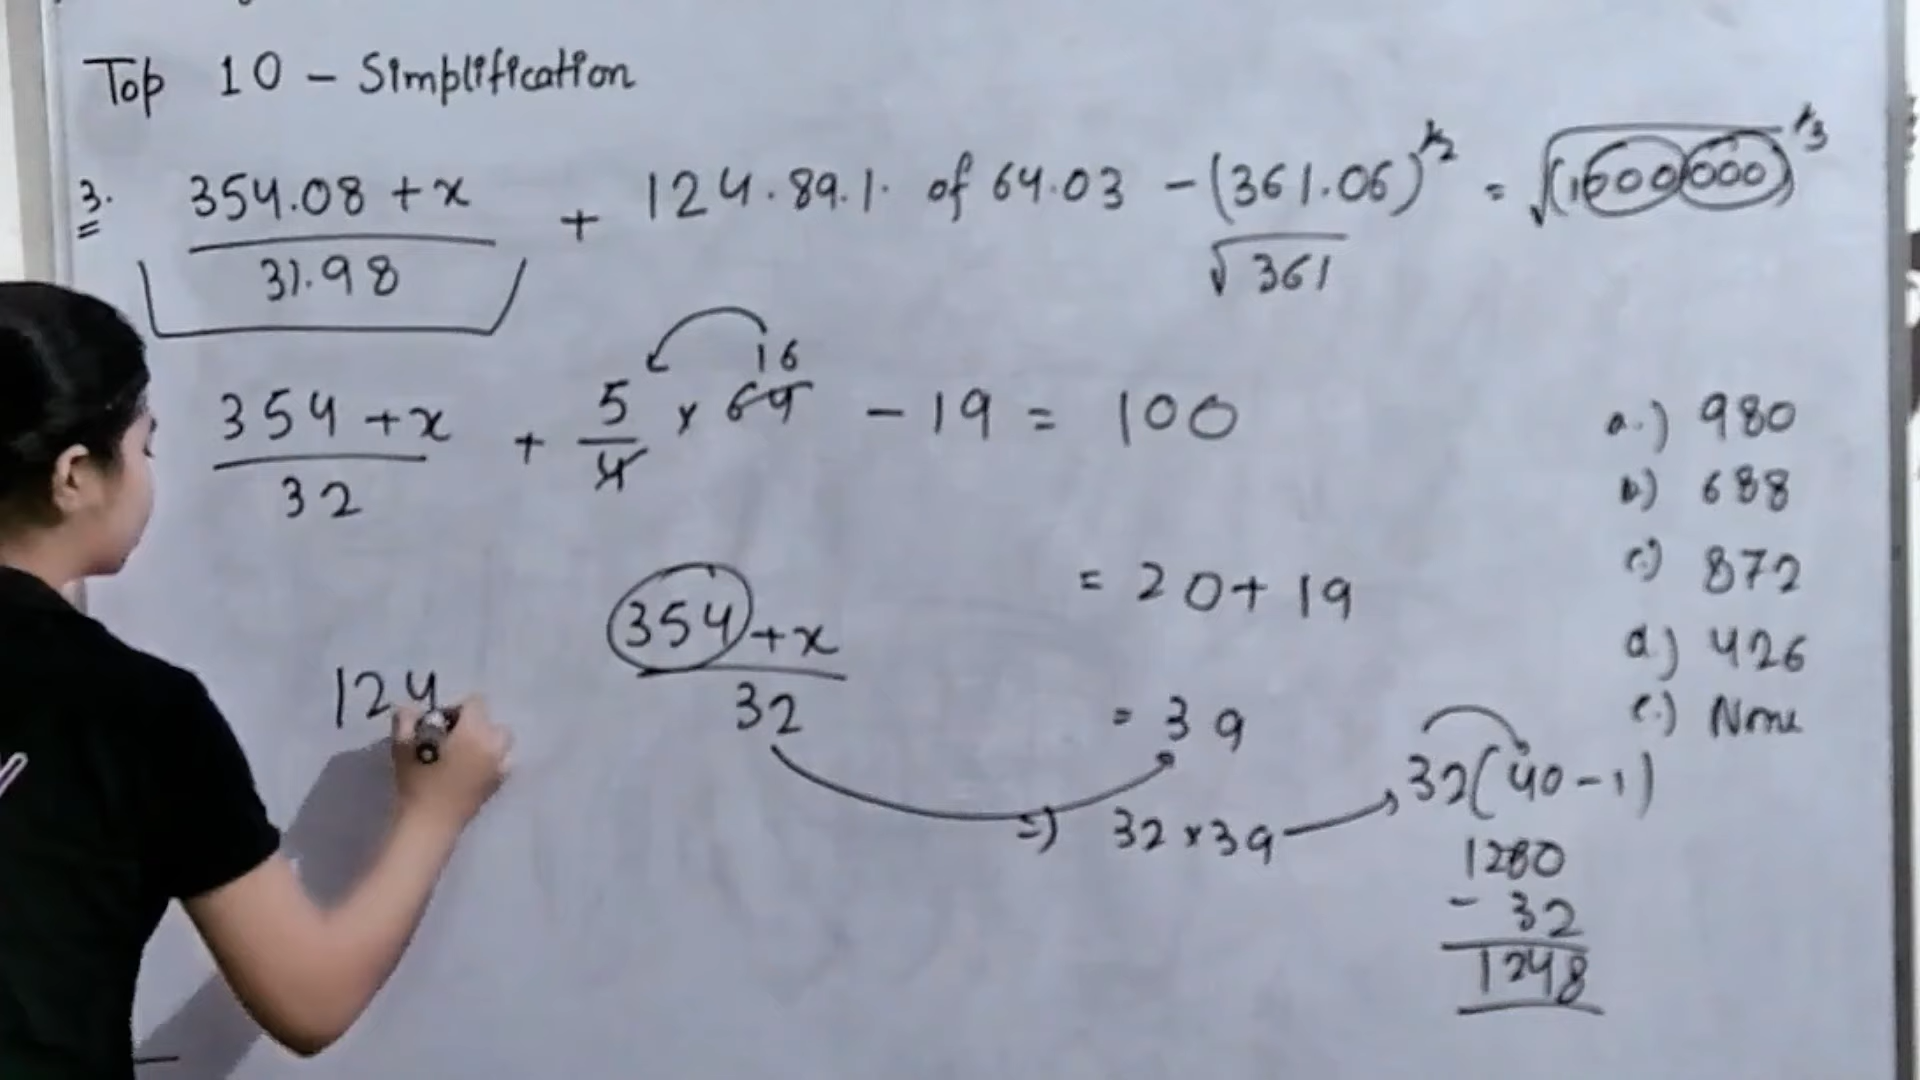 Top 10 - Simplification
3. 354.08 + x / 31.98 + 124.89.1. of 64.03 - (361.06)^1/2 = √(1000000)^1/3
√361
354 + x / 32 + 5/4 × 64 - 19 = 100
16
a.) 980
b) 688
c) 872
d) 426
e.) None
354 + x / 32 = 20 + 19
= 39
=) 32 × 39
32(40 - 1)
1280
- 32
1248
124